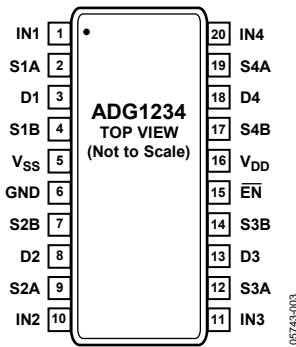 IN1 1
S1A 2
D1 3
S1B 4
VSS 5
GND 6
S2B 7
D2 8
S2A 9
IN2 10
ADG1234
TOP VIEW
(Not to Scale)
20 IN4
19 S4A
18 D4
17 S4B
16 VDD
15 E̅N̅
14 S3B
13 D3
12 S3A
11 IN3
05743-003